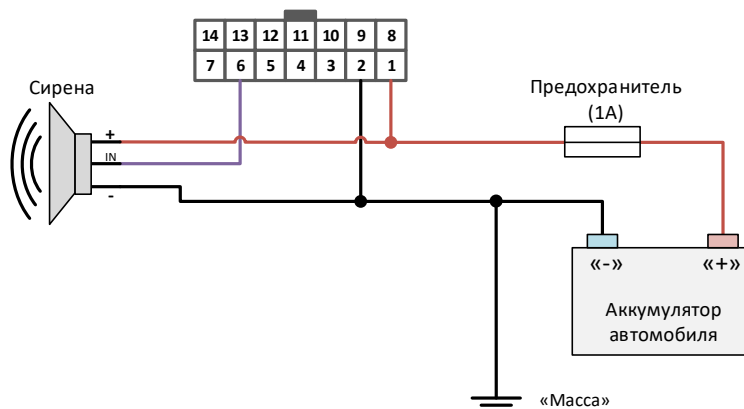 14 13 12 11 10 9 8
7 6 5 4 3 2 1
Сирена
+
IN
-
Предохранитель
(1А)
«-»
«+»
Аккумулятор
автомобиля
«Масса»